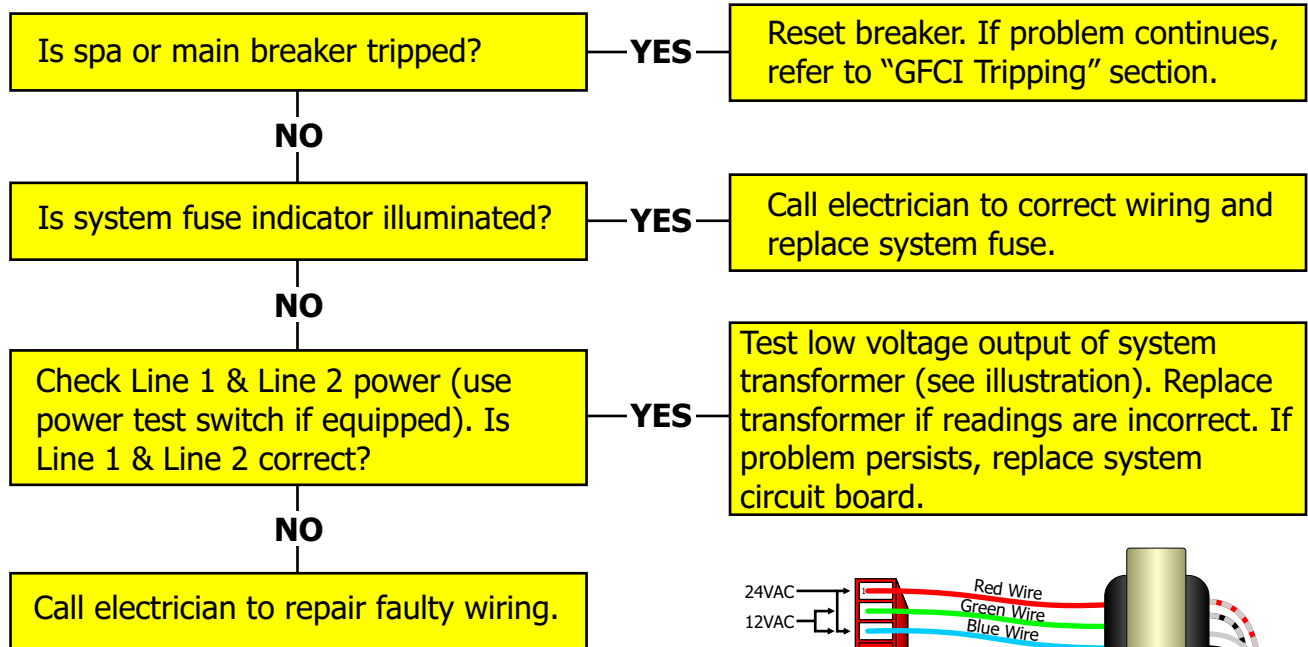 Is spa or main breaker tripped?
YES
Reset breaker. If problem continues,
refer to “GFCI Tripping” section.
NO
Is system fuse indicator illuminated?
YES
Call electrician to correct wiring and
replace system fuse.
NO
Check Line 1 & Line 2 power (use
power test switch if equipped). Is
Line 1 & Line 2 correct?
YES
Test low voltage output of system
transformer (see illustration). Replace
transformer if readings are incorrect. If
problem persists, replace system
circuit board.
NO
Call electrician to repair faulty wiring.
24VAC
12VAC
1
Red Wire
Green Wire
Blue Wire